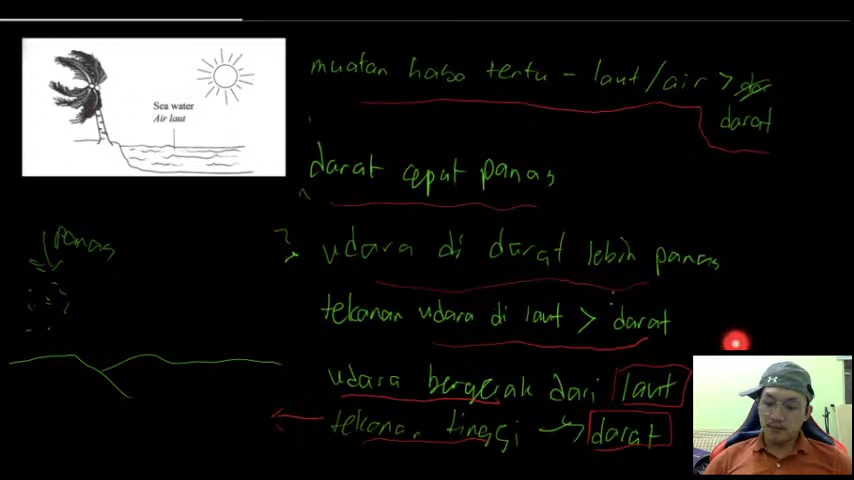 Sea water
Air laut
muatan haba tertu - laut/air >
darat
darat cepat panas
panas
udara di darat lebih panas
tekanan udara di laut > darat
udara bergerak dari laut
tekanan tinggi → darat